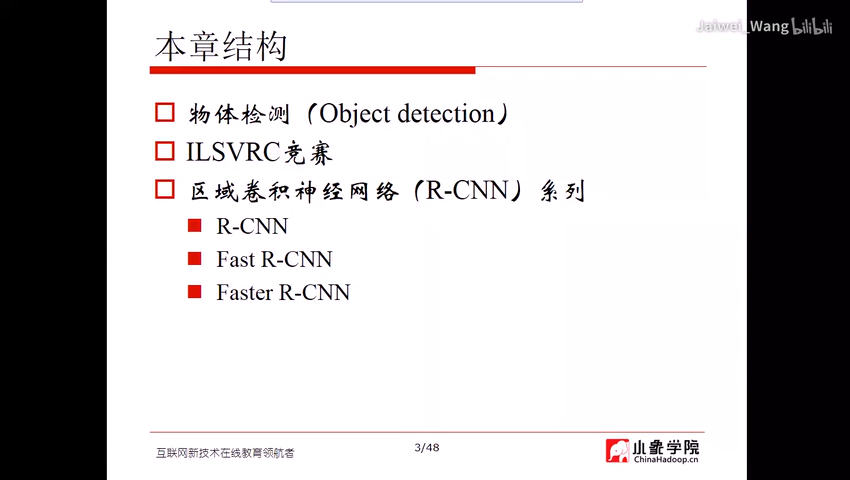 Jaiwei_Wang bilibili
本章结构
物体检测（Object detection）
ILSVRC竞赛
区域卷积神经网络（R-CNN）系列
R-CNN
Fast R-CNN
Faster R-CNN
互联网新技术在线教育领航者
3/48
小象学院
ChinaHadoop.cn